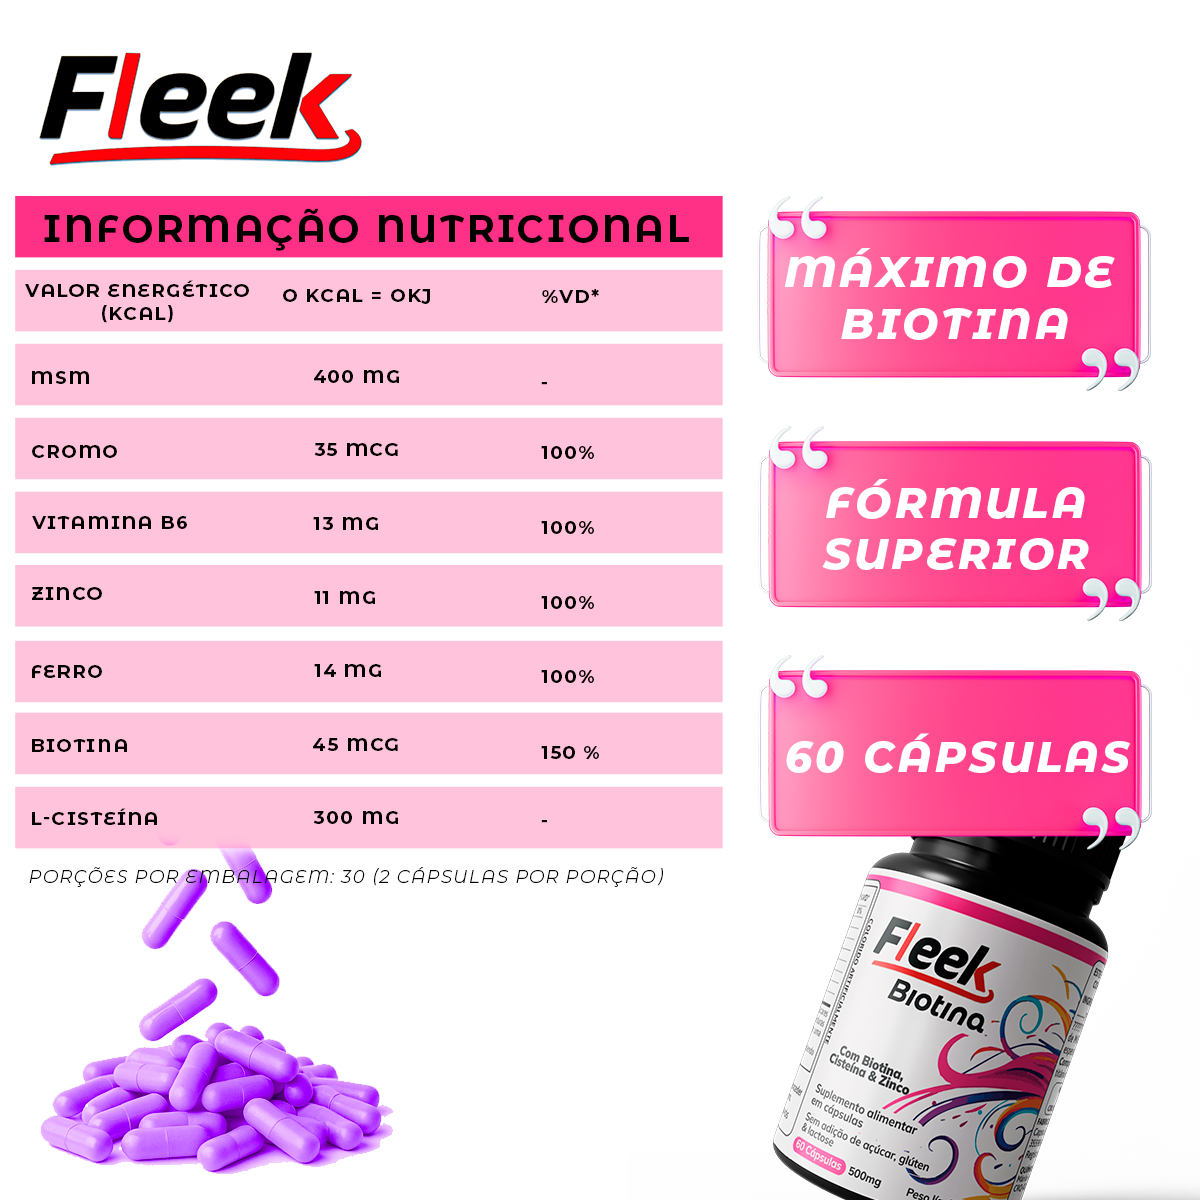 Fleek
INFORMAÇÃO NUTRICIONAL
VALOR ENERGÉTICO
(KCAL)
0 KCAL = 0KJ
%VD*
MSM
400 MG
-
CROMO
35 MCG
100%
VITAMINA B6
13 MG
100%
ZINCO
11 MG
100%
FERRO
14 MG
100%
BIOTINA
45 MCG
150 %
L-CISTEÍNA
300 MG
-
PORÇÕES POR EMBALAGEM: 30 (2 CÁPSULAS POR PORÇÃO)
“MÁXIMO DE
BIOTINA”
“FÓRMULA
SUPERIOR”
“60 CÁPSULAS”
COLORIDO ARTIFICIALMENTE
Fleek
Biotina
Com Biotina,
Cisteína & Zinco
Suplemento alimentar
em cápsulas
Sem adição de açúcar, glúten
& lactose
60 Cápsulas
500mg
Peso